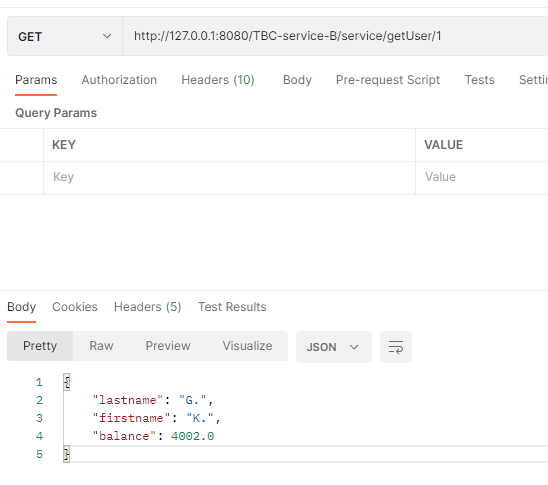 GET http://127.0.0.1:8080/TBC-service-B/service/getUser/1
Params Authorization Headers (10) Body Pre-request Script Tests Setti
Query Params
KEY VALUE
Key Value
Body Cookies Headers (5) Test Results
Pretty Raw Preview Visualize JSON
1 {
2 "lastname": "G.",
3 "firstname": "K.",
4 "balance": 4002.0
5 }